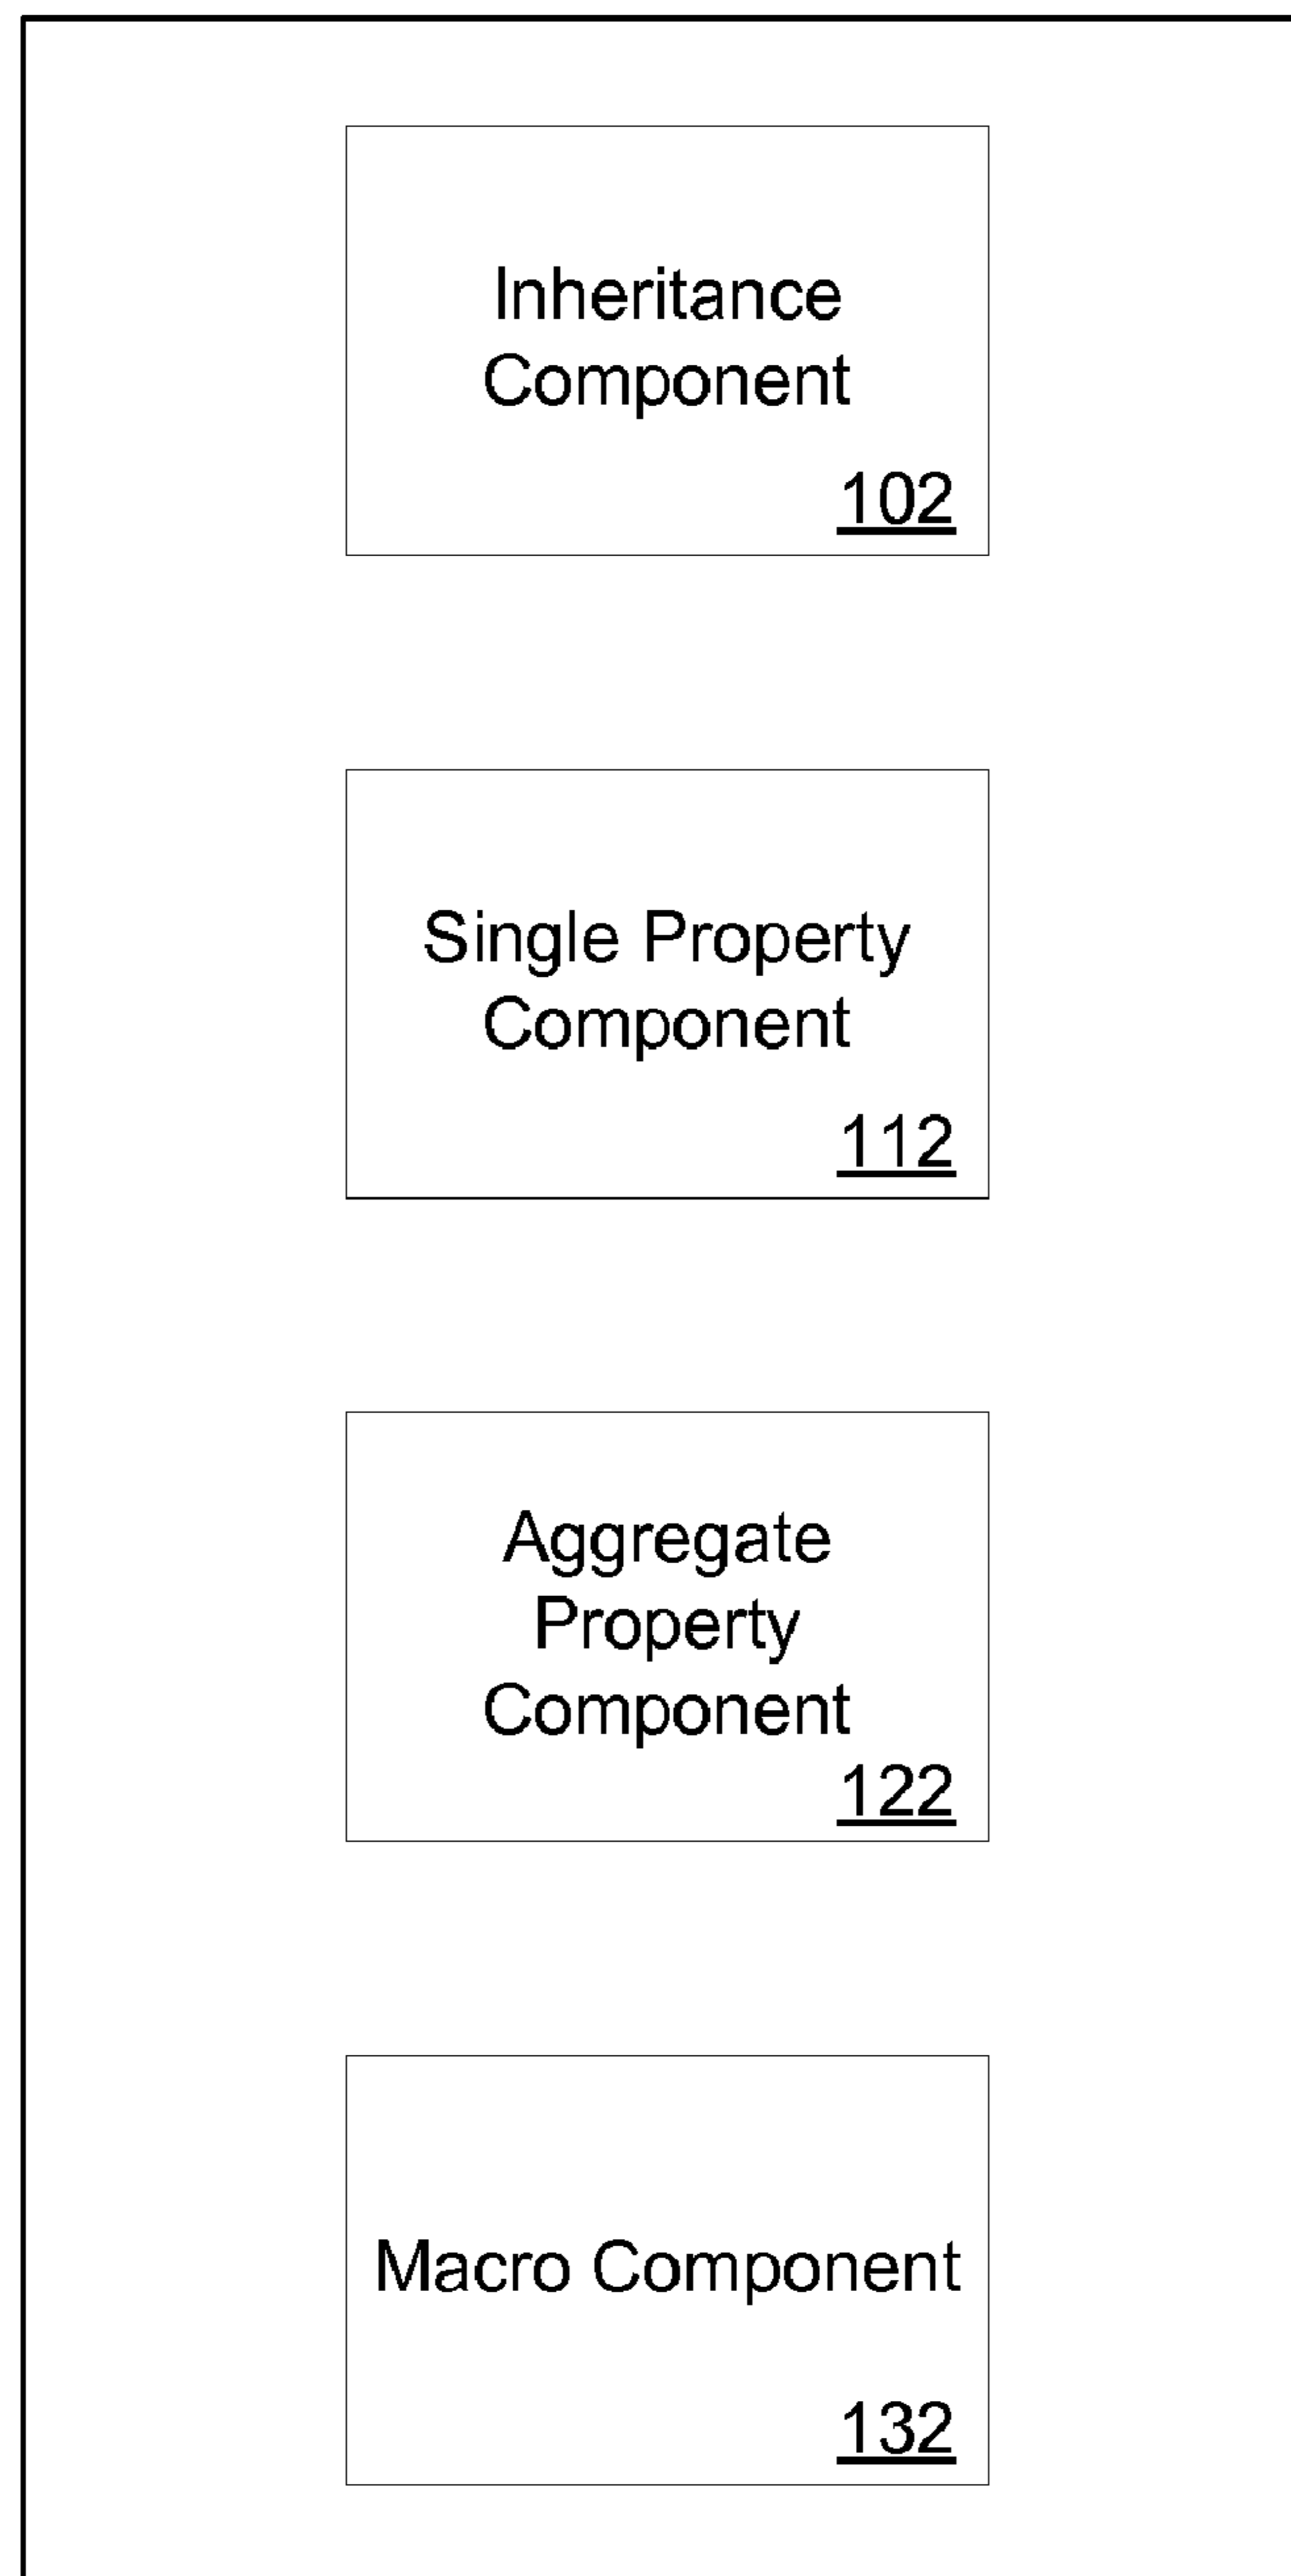 Inheritance
Component
102
Single Property
Component
112
Aggregate
Property
Component
122
Macro Component
132